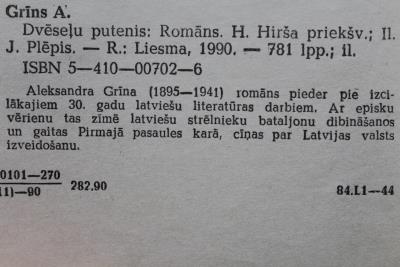 Grīns A.
Dvēseļu putenis: Romāns. H. Hirša priekšv.; Il.
J. Plēpis. — R.: Liesma, 1990. — 781 lpp.; il.
ISBN 5—410—00702—6
Aleksandra Grīna (1895—1941) romāns pieder pie izci-
lākajiem 30. gadu latviešu literatūras darbiem. Ar episku
vērienu tas zīmē latviešu strēlnieku bataljonu dibināšanos
un gaitas Pirmajā pasaules karā, cīņas par Latvijas valsts
izveidošanu.
0101—270
11)—90
282.90
84.L1—44